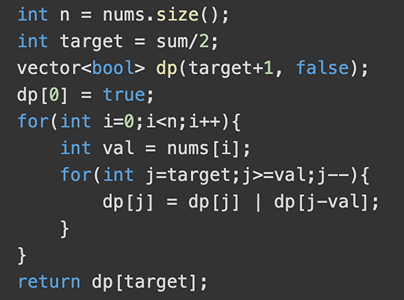 int n = nums.size();
int target = sum/2;
vector<bool> dp(target+1, false);
dp[0] = true;
for(int i=0;i<n;i++){
    int val = nums[i];
    for(int j=target;j>=val;j--){
        dp[j] = dp[j] | dp[j-val];
    }
}
return dp[target];